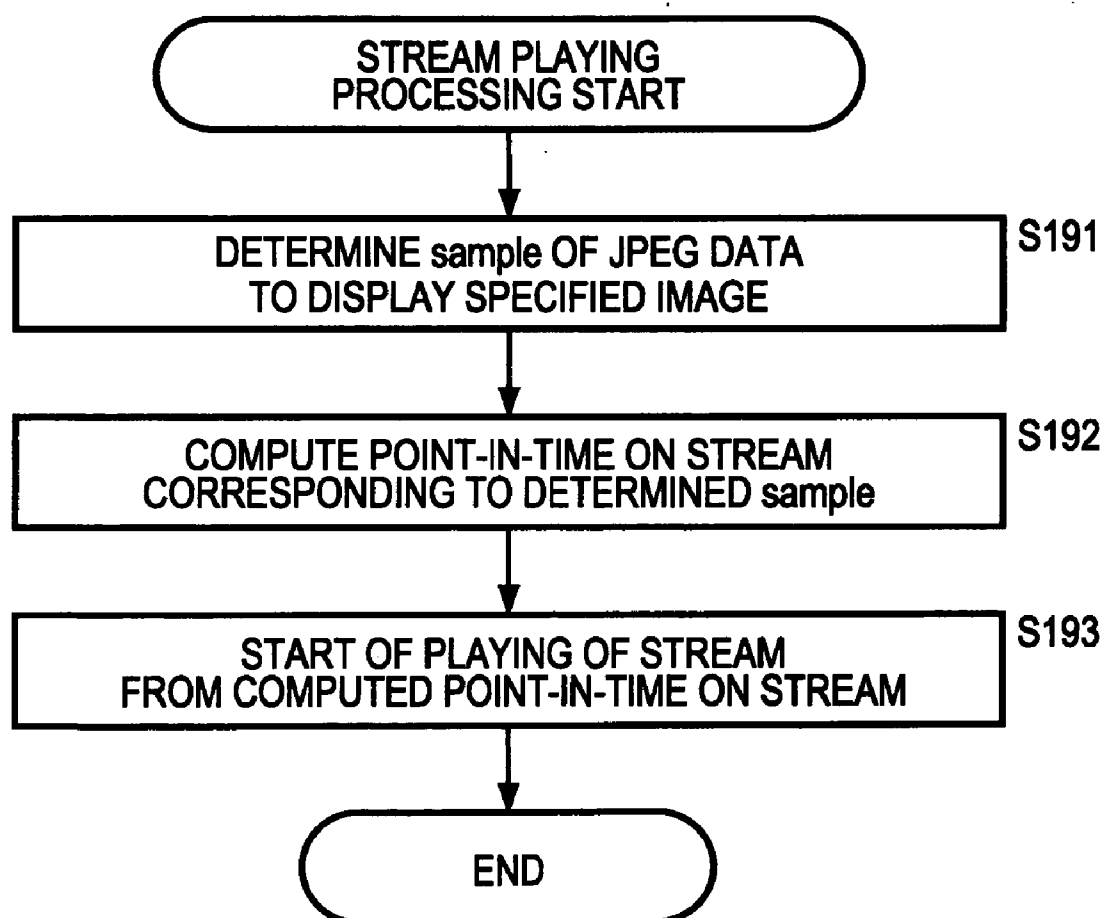 STREAM PLAYING
PROCESSING START
S191
DETERMINE sample OF JPEG DATA
TO DISPLAY SPECIFIED IMAGE
S192
COMPUTE POINT-IN-TIME ON STREAM
CORRESPONDING TO DETERMINED sample
S193
START OF PLAYING OF STREAM
FROM COMPUTED POINT-IN-TIME ON STREAM
END